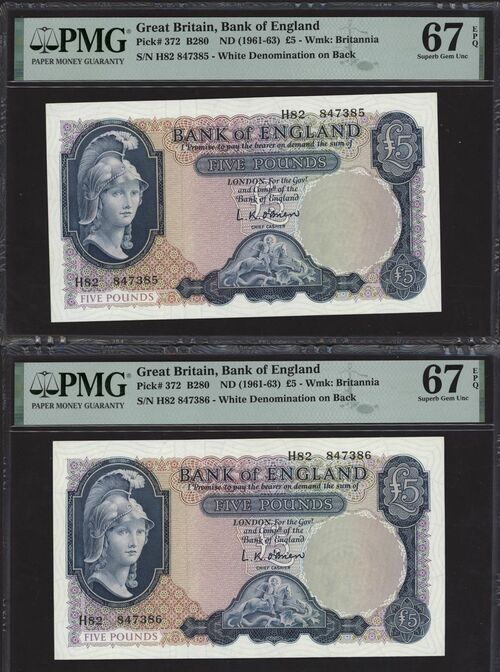 PMG
PAPER MONEY GUARANTY
Great Britain, Bank of England
Pick# 372 B280 ND (1961-63) £5 - Wmk: Britannia
S/N H82 847385 - White Denomination on Back
67 EPQ
Superb Gem Unc
H82 847385
BANK of ENGLAND
I Promise to pay the bearer on demand the sum of
FIVE POUNDS
£5
LONDON, For the Govr
and Compa of the
Bank of England
£5
L.K. O'Brien
CHIEF CASHIER
H82 847385
FIVE POUNDS
£5
PMG
PAPER MONEY GUARANTY
Great Britain, Bank of England
Pick# 372 B280 ND (1961-63) £5 - Wmk: Britannia
S/N H82 847386 - White Denomination on Back
67 EPQ
Superb Gem Unc
H82 847386
BANK of ENGLAND
I Promise to pay the bearer on demand the sum of
FIVE POUNDS
£5
LONDON, For the Govr
and Compa of the
Bank of England
£5
L.K. O'Brien
CHIEF CASHIER
H82 847386
FIVE POUNDS
£5